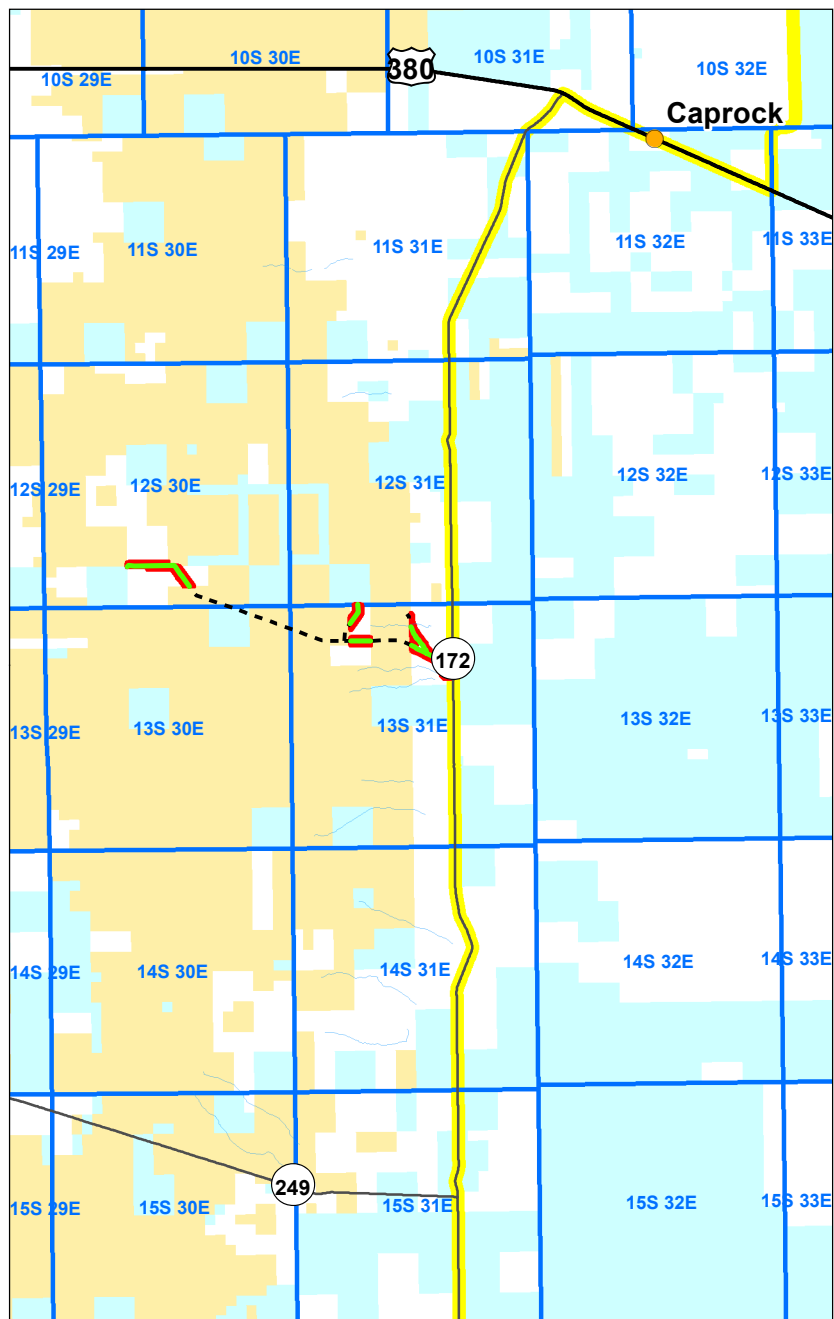 10S 30E
10S 31E
380
10S 32E
10S 29E
Caprock
11S 29E
11S 30E
11S 31E
11S 32E
11S 33E
12S 29E
12S 30E
12S 31E
12S 32E
12S 33E
172
13S 29E
13S 30E
13S 31E
13S 32E
13S 33E
14S 29E
14S 30E
14S 31E
14S 32E
14S 33E
249
15S 29E
15S 30E
15S 31E
15S 32E
15S 33E